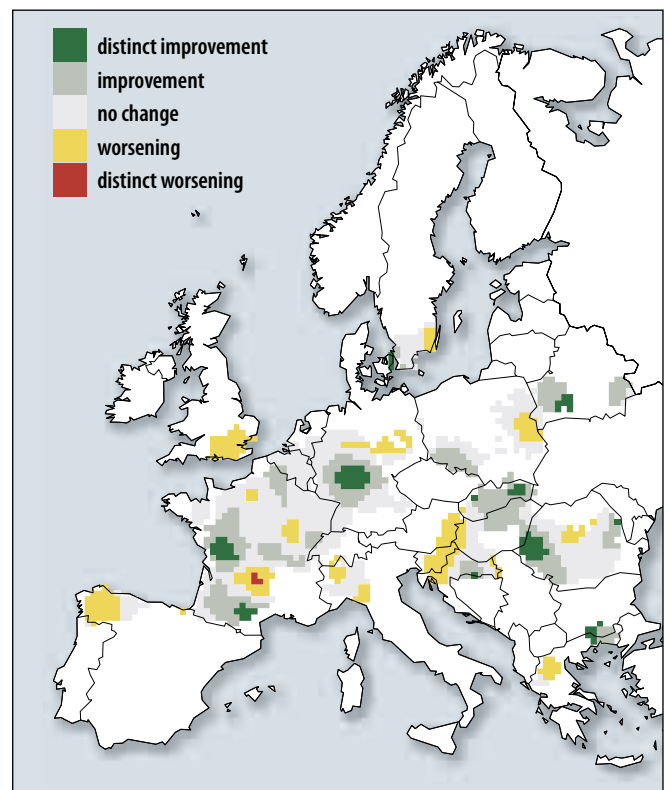 distinct improvement
improvement
no change
worsening
distinct worsening